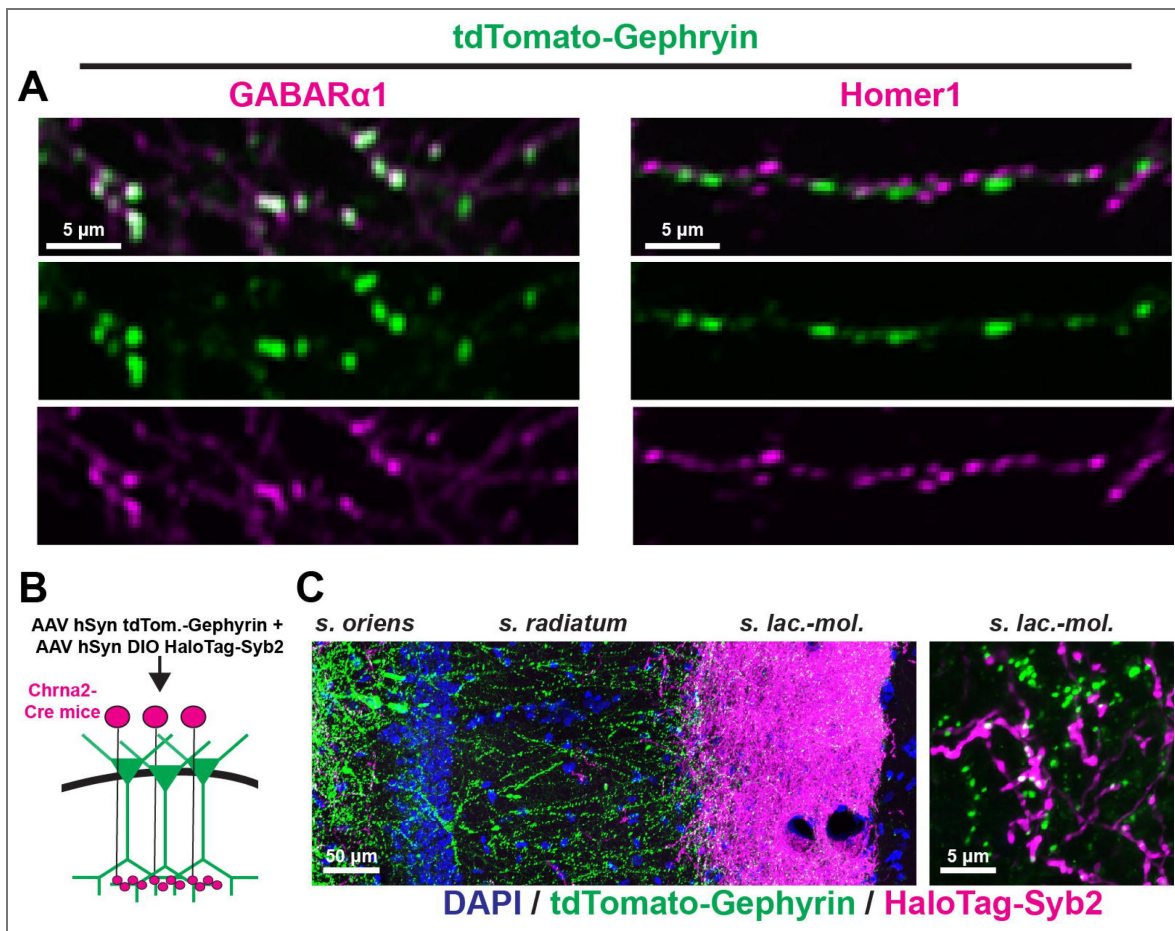 tdTomato-Gephryin
A
GABARα1
Homer1
5 µm
5 µm
B
AAV hSyn tdTom.-Gephyrin +
AAV hSyn DIO HaloTag-Syb2
Chrna2-
Cre mice
C
s. oriens
s. radiatum
s. lac.-mol.
s. lac.-mol.
50 µm
5 µm
DAPI / tdTomato-Gephyrin / HaloTag-Syb2